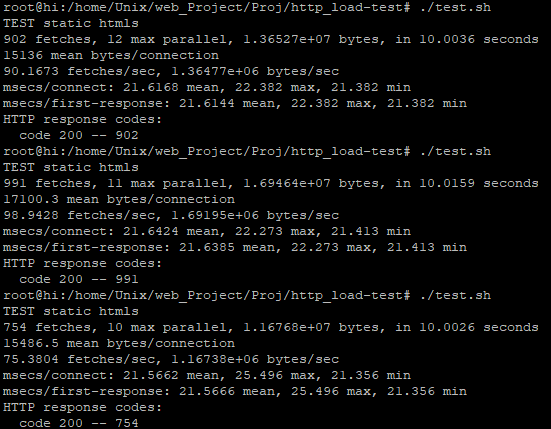 root@hi:/home/Unix/web_Project/Proj/http_load-test# ./test.sh
TEST static htmls
902 fetches, 12 max parallel, 1.36527e+07 bytes, in 10.0036 seconds
15136 mean bytes/connection
90.1673 fetches/sec, 1.36477e+06 bytes/sec
msecs/connect: 21.6168 mean, 22.382 max, 21.382 min
msecs/first-response: 21.6144 mean, 22.382 max, 21.382 min
HTTP response codes:
  code 200 -- 902
root@hi:/home/Unix/web_Project/Proj/http_load-test# ./test.sh
TEST static htmls
991 fetches, 11 max parallel, 1.69464e+07 bytes, in 10.0159 seconds
17100.3 mean bytes/connection
98.9428 fetches/sec, 1.69195e+06 bytes/sec
msecs/connect: 21.6424 mean, 22.273 max, 21.413 min
msecs/first-response: 21.6385 mean, 22.273 max, 21.413 min
HTTP response codes:
  code 200 -- 991
root@hi:/home/Unix/web_Project/Proj/http_load-test# ./test.sh
TEST static htmls
754 fetches, 10 max parallel, 1.16768e+07 bytes, in 10.0026 seconds
15486.5 mean bytes/connection
75.3804 fetches/sec, 1.16738e+06 bytes/sec
msecs/connect: 21.5662 mean, 25.496 max, 21.356 min
msecs/first-response: 21.5666 mean, 25.496 max, 21.356 min
HTTP response codes:
  code 200 -- 754